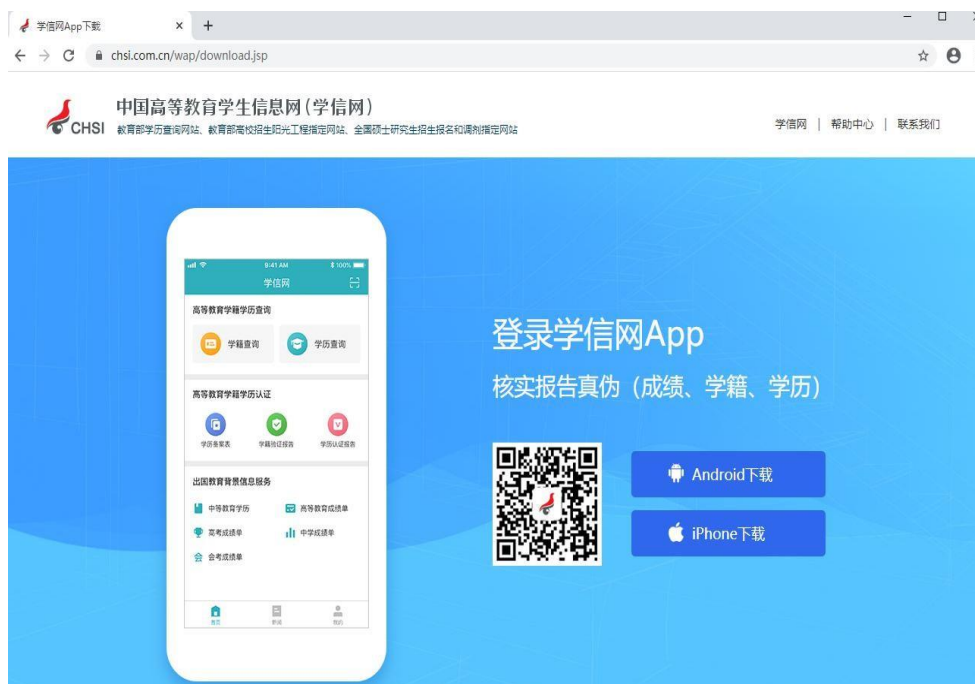 学信网App下载
chsi.com.cn/wap/download.jsp
CHSI
中国高等教育学生信息网(学信网)
教育部学历查询网站、教育部高校招生阳光工程指定网站、全国硕士研究生招生报名和调剂指定网站
学信网 | 帮助中心 | 联系我们
9:41 AM
100%
学信网
高等教育学籍学历查询
学籍查询
学历查询
高等教育学籍学历认证
学历备案表
学籍验证报告
学历认证报告
出国教育背景信息服务
中等教育学历
高等教育成绩单
高考成绩单
中学成绩单
会考成绩单
首页
新闻
我的
登录学信网App
核实报告真伪（成绩、学籍、学历）
Android下载
iPhone下载